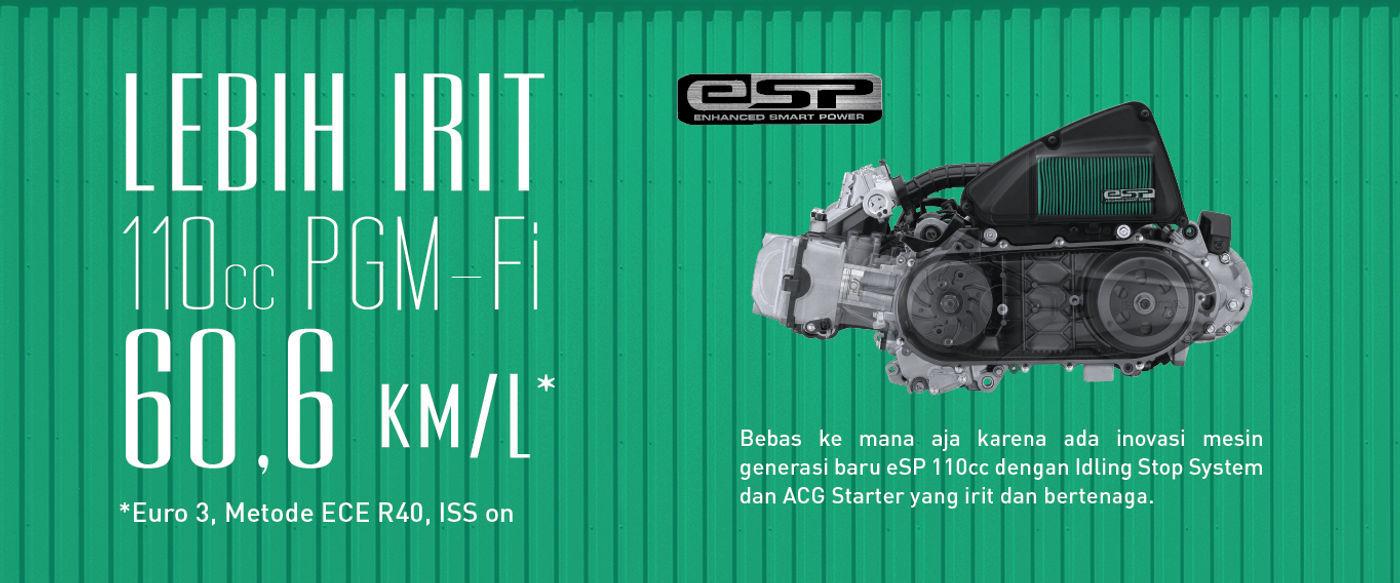 LEBIH IRIT
110cc PGM-Fi
60,6 KM/L*
*Euro 3, Metode ECE R40, ISS on
eSP
ENHANCED SMART POWER
eSP
Bebas ke mana aja karena ada inovasi mesin
generasi baru eSP 110cc dengan Idling Stop System
dan ACG Starter yang irit dan bertenaga.